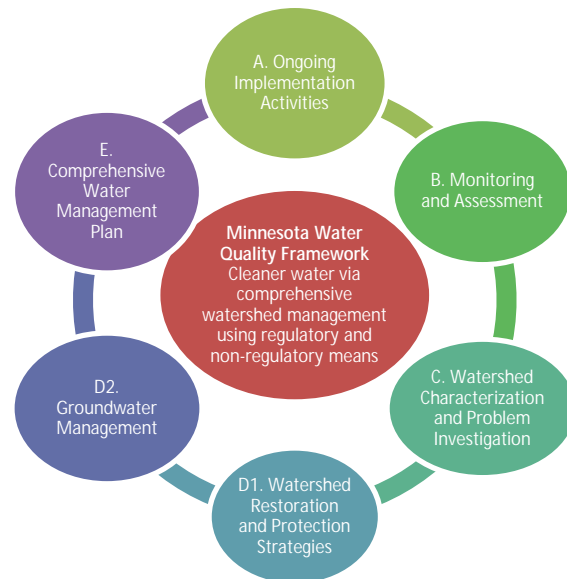 A. Ongoing
Implementation
Activities
B. Monitoring
and Assessment
C. Watershed
Characterization
and Problem
Investigation
D1. Watershed
Restoration
and Protection
Strategies
D2.
Groundwater
Management
E.
Comprehensive
Water
Management
Plan
Minnesota Water
Quality Framework
Cleaner water via
comprehensive
watershed management
using regulatory and
non-regulatory means